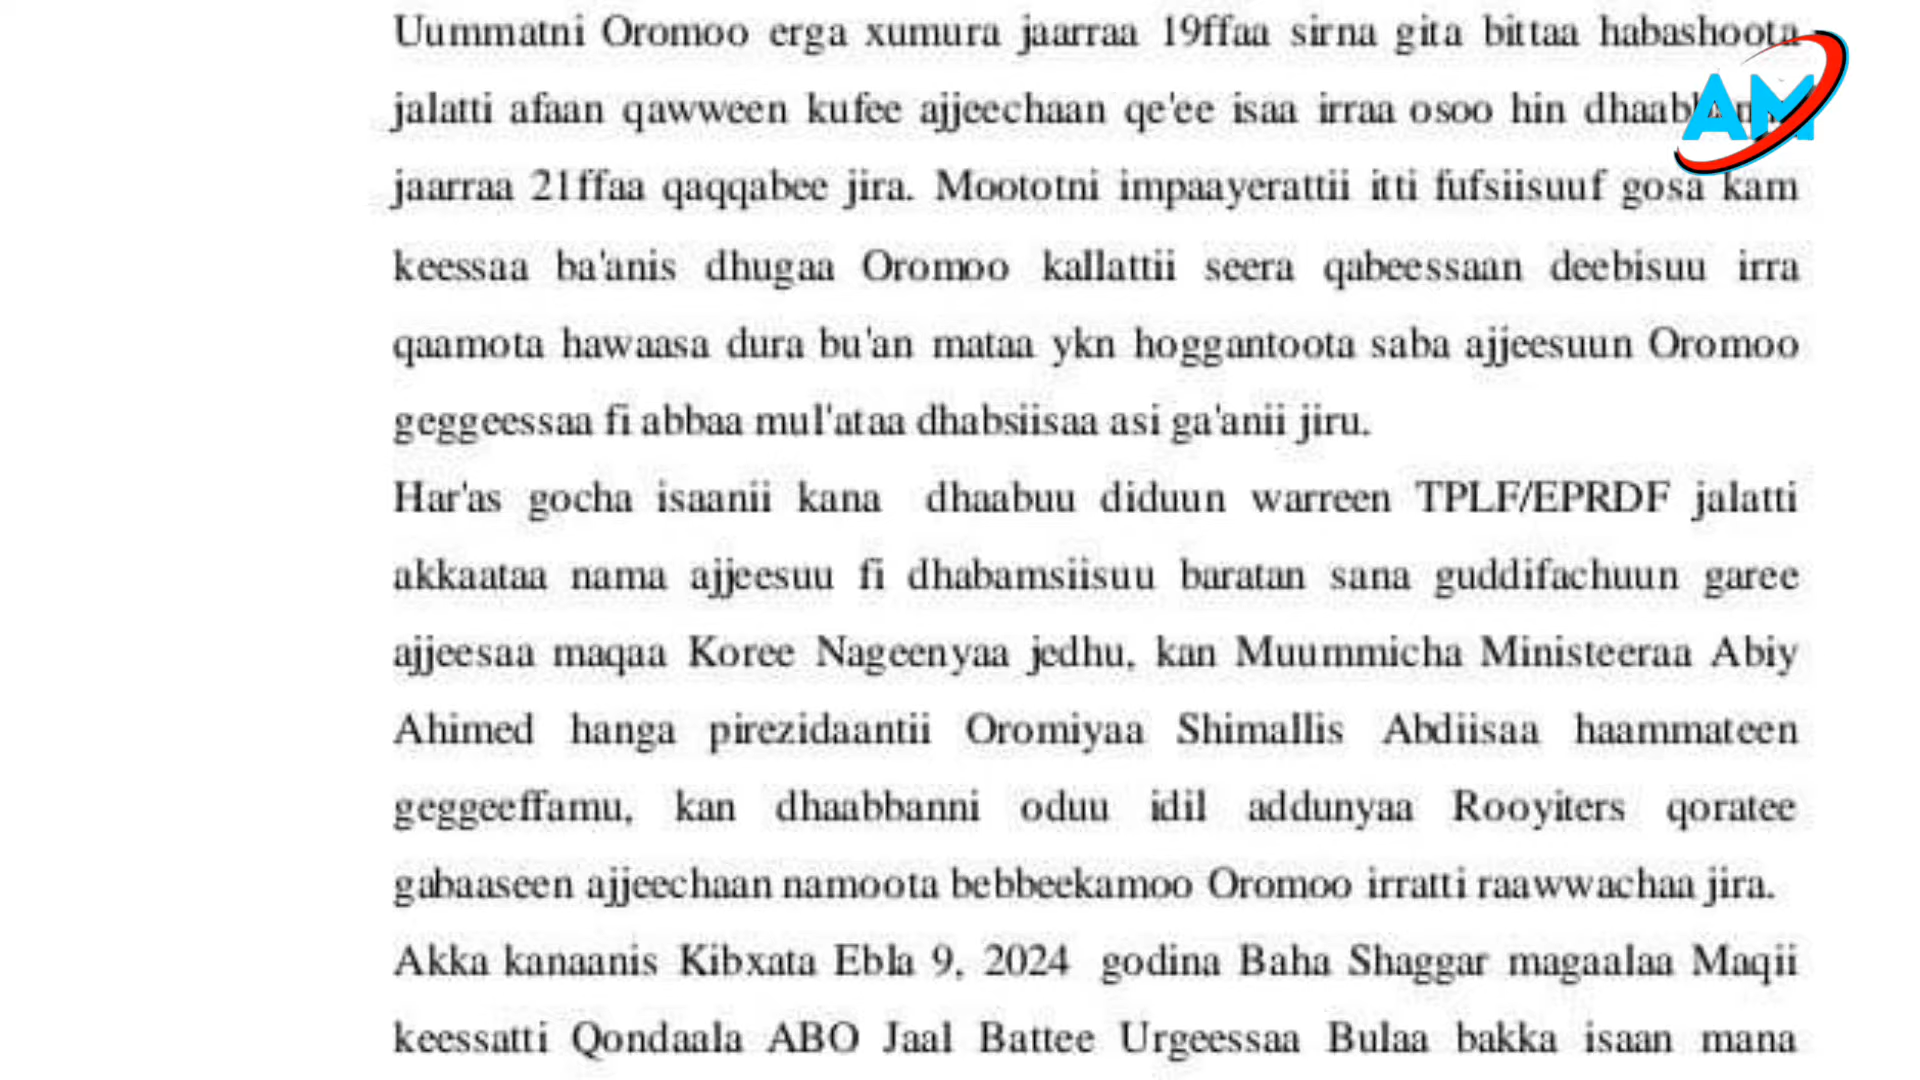 Uummatni Oromoo erga xumura jaarraa 19ffaa sirna gita bittaa habashoota
jalatti afaan qawween kufee ajjeechaan qe'ee isaa irraa osoo hin
jaarraa 21ffaa qaqqabee jira. Moototni impaayerattii itti fufsiisuuf gosa kam
keessaa ba'anis dhugaa Oromoo kallattii seera qabeessaan deebisuu irra
qaamota hawaasa dura bu'an mataa ykn hoggantoota saba ajjeesuun Oromoo
geggeessaa fi abbaa mul'ataa dhabsiisaa asi ga'anii jiru.
Har'as gocha isaanii kana dhaabuu diduun warreen TPLF/EPRDF jalatti
akkaataa nama ajjeesuu fi dhabamsiisuu baratan sana guddifachuun garee
ajjeesaa maqaa Koree Nageenyaa jedhu, kan Muummicha Ministeeraa Abiy
Ahimed hanga pirezidaantii Oromiyaa Shimallis Abdiisaa haammateen
geggeeffamu, kan dhaabbanni oduu idil addunyaa Rooyiters qoratee
gabaaseen ajjeechaan namoota bebbeekamoo Oromoo irratti raawwachaa jira.
Akka kanaanis Kibxata Ebla 9, 2024 godina Baha Shaggar magaalaa Maqii
keessatti Qondaala ABO Jaal Battee Urgeessaa Bulaa bakka isaan mana
AM